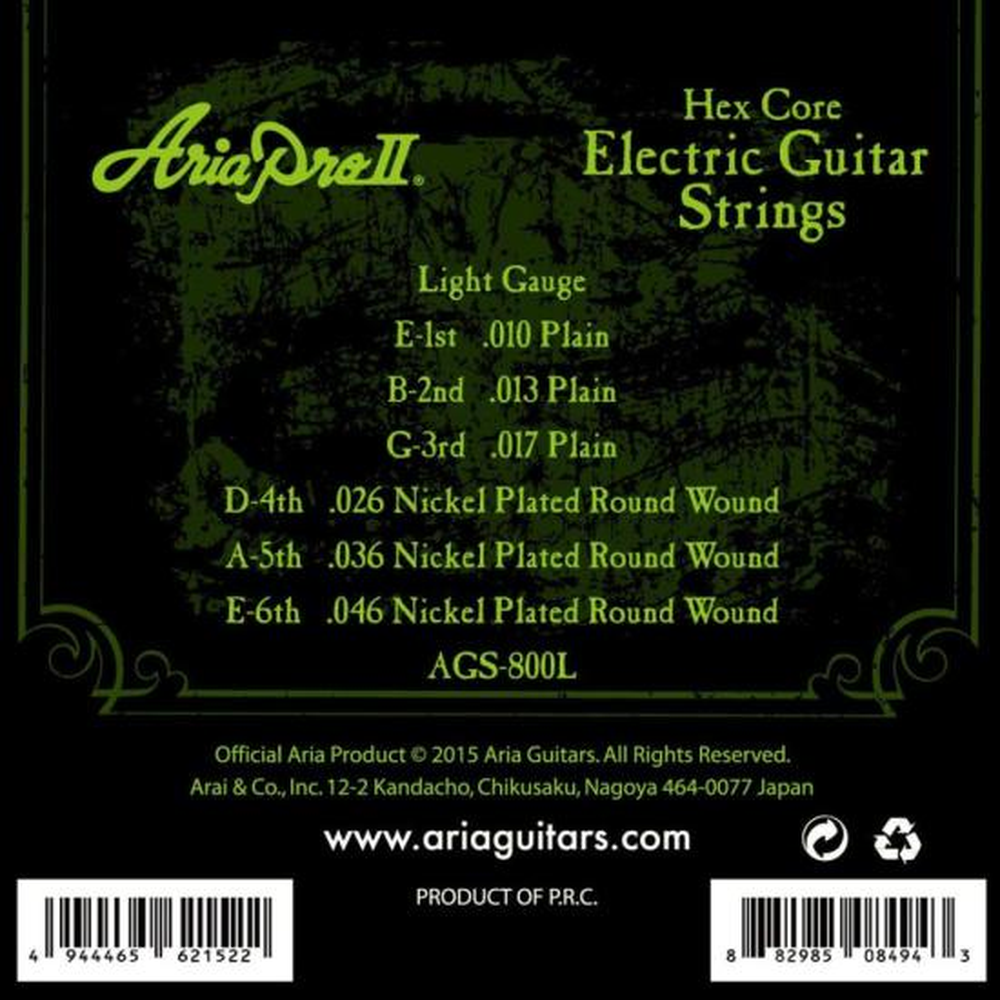 Aria Pro II®
Hex Core
Electric Guitar
Strings
Light Gauge
E-1st .010 Plain
B-2nd .013 Plain
G-3rd .017 Plain
D-4th .026 Nickel Plated Round Wound
A-5th .036 Nickel Plated Round Wound
E-6th .046 Nickel Plated Round Wound
AGS-800L
Official Aria Product © 2015 Aria Guitars. All Rights Reserved.
Arai & Co., Inc. 12-2 Kandacho, Chikusaku, Nagoya 464-0077 Japan
www.ariaguitars.com
PRODUCT OF P.R.C.
4 944465 621522
8 82985 08494 3